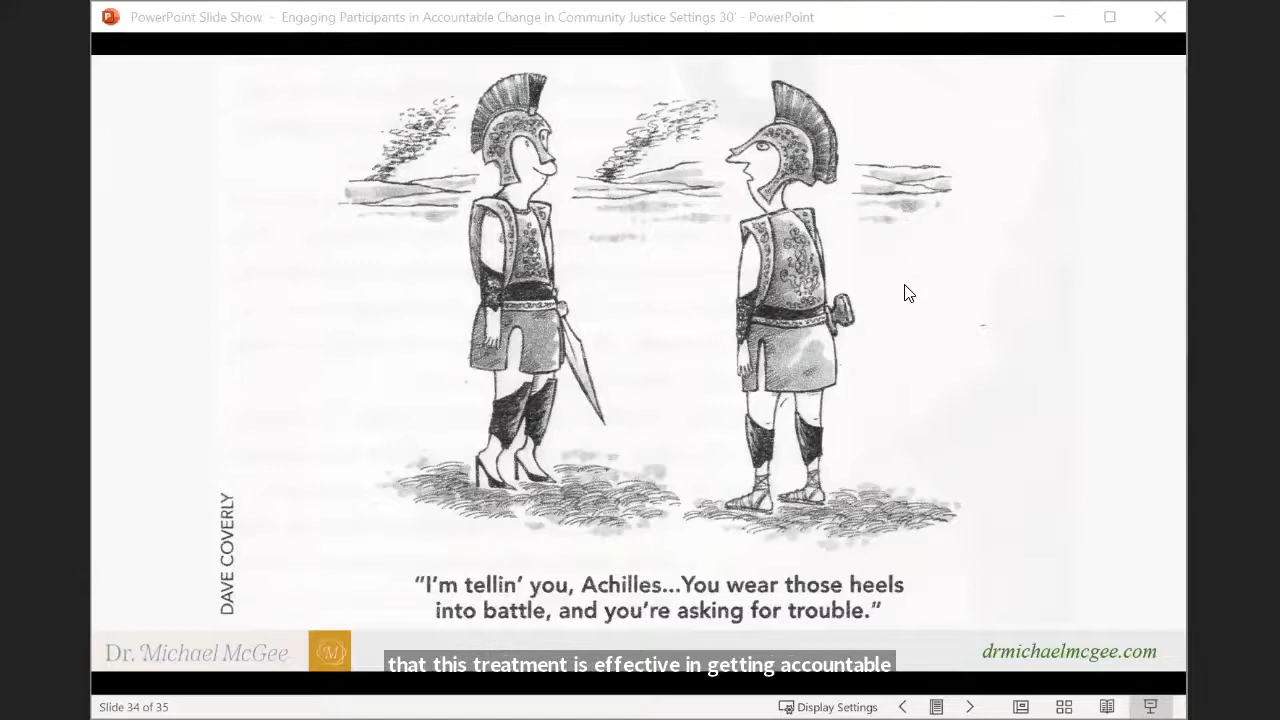 PowerPoint Slide Show - Engaging Participants in Accountable Change in Community Justice Settings 30' - PowerPoint
DAVE COVERLY
“I’m tellin’ you, Achilles...You wear those heels
into battle, and you’re asking for trouble.”
Dr. Michael McGee
M
drmichaelmcgee.com
that this treatment is effective in getting accountable
Slide 34 of 35
Display Settings